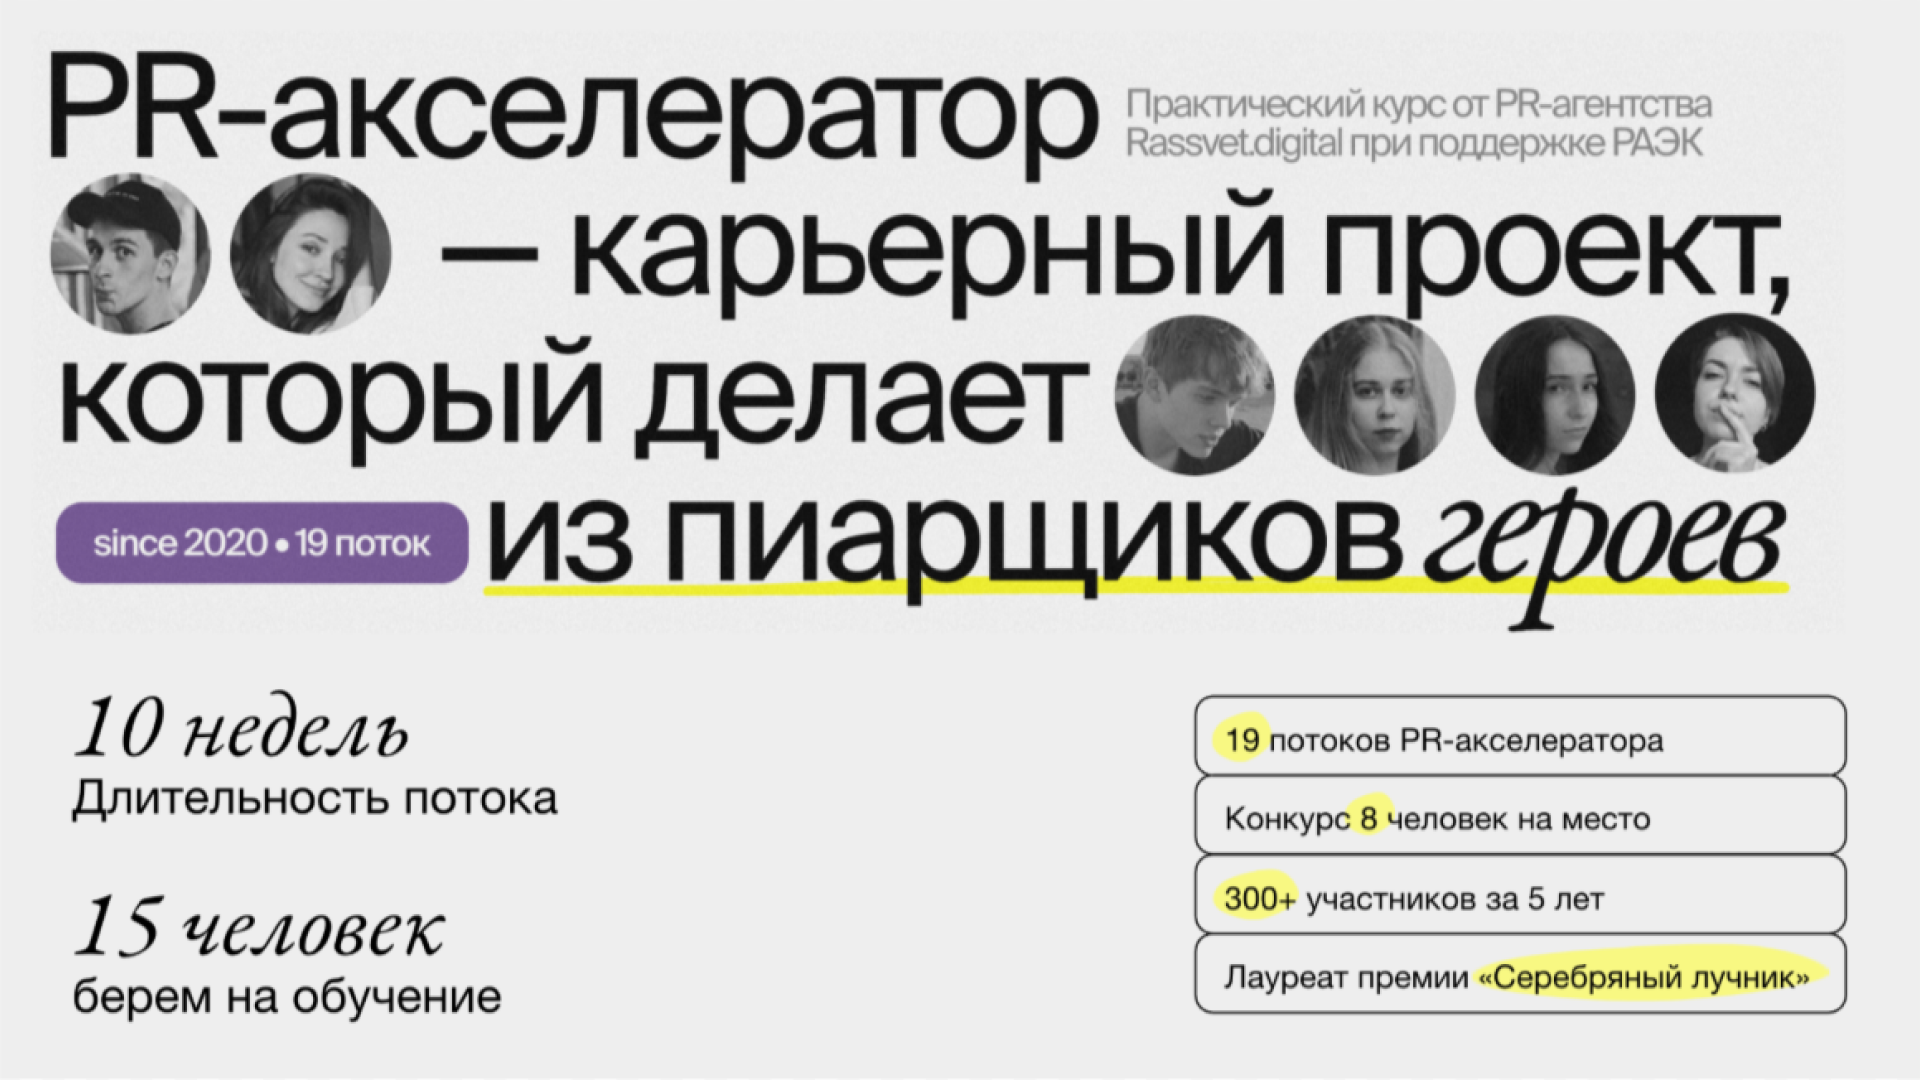 PR-акселератор
Практический курс от PR-агентства
Rassvet.digital при поддержке РАЭК
— карьерный проект,
который делает
since 2020 • 19 поток
из пиарщиков героев
10 недель
Длительность потока
15 человек
берем на обучение
19 потоков PR-акселератора
Конкурс 8 человек на место
300+ участников за 5 лет
Лауреат премии «Серебряный лучник»